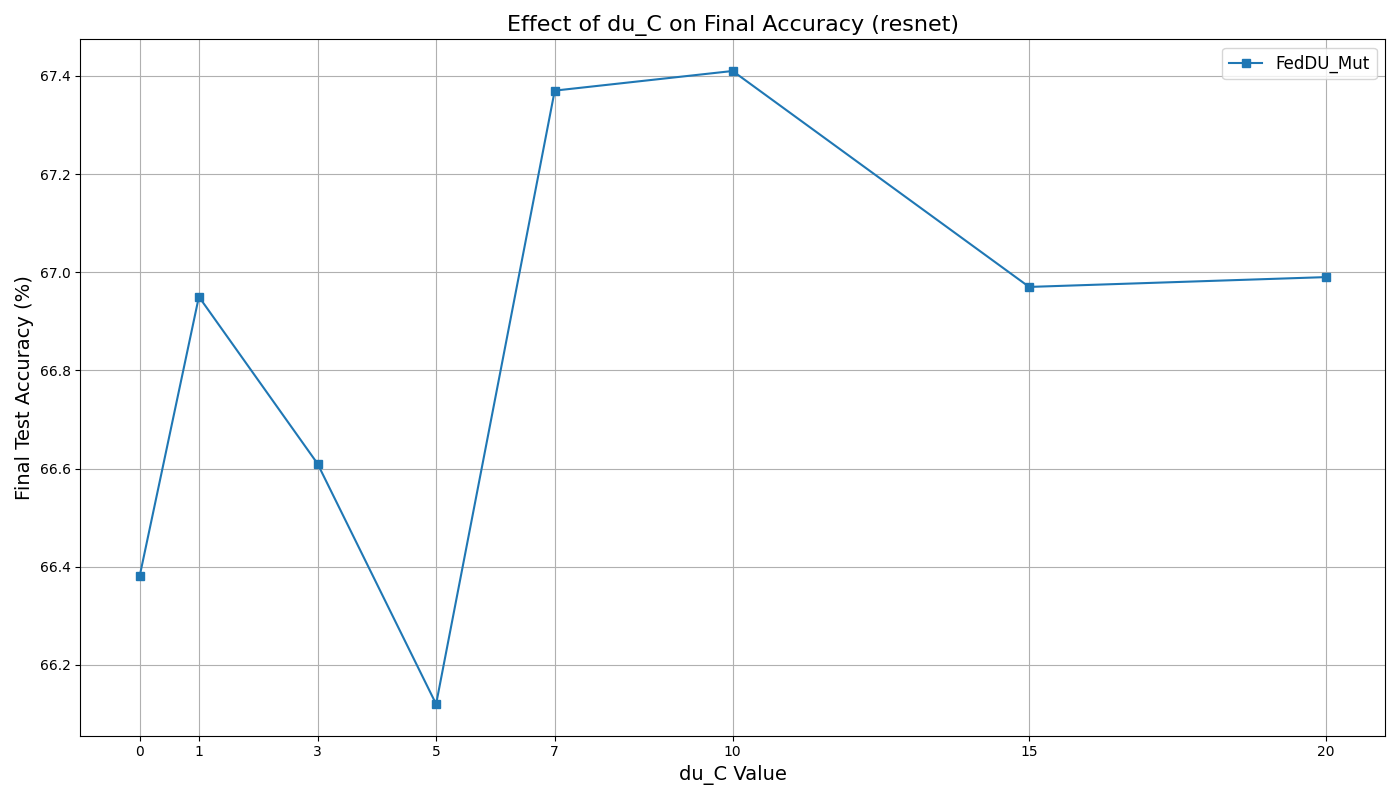 Effect of du_C on Final Accuracy (resnet)
FedDU_Mut
Final Test Accuracy (%)
67.4
67.2
67.0
66.8
66.6
66.4
66.2
0 1 3 5 7 10 15 20
du_C Value